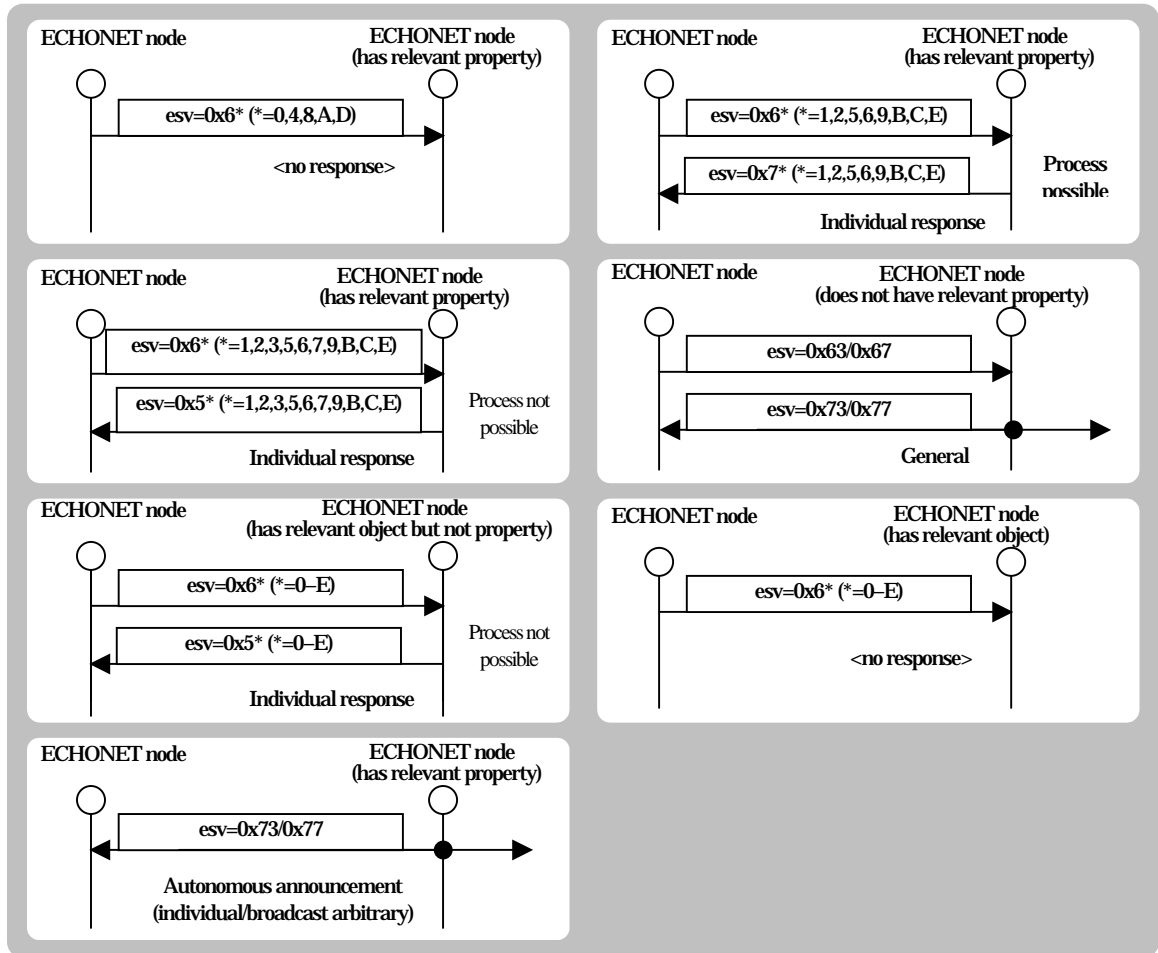 ECHONET node
ECHONET node
(has relevant property)
esv=0x6* (*=0,4,8,A,D)
<no response>
ECHONET node
ECHONET node
(has relevant property)
esv=0x6* (*=1,2,5,6,9,B,C,E)
esv=0x7* (*=1,2,5,6,9,B,C,E)
Process
possible
Individual response
ECHONET node
ECHONET node
(has relevant property)
esv=0x6* (*=1,2,3,5,6,7,9,B,C,E)
esv=0x5* (*=1,2,3,5,6,7,9,B,C,E)
Process not
possible
Individual response
ECHONET node
ECHONET node
(does not have relevant property)
esv=0x63/0x67
esv=0x73/0x77
General
ECHONET node
ECHONET node
(has relevant object but not property)
esv=0x6* (*=0–E)
esv=0x5* (*=0–E)
Process not
possible
Individual response
ECHONET node
ECHONET node
(has relevant object)
esv=0x6* (*=0–E)
<no response>
ECHONET node
ECHONET node
(has relevant property)
esv=0x73/0x77
Autonomous announcement
(individual/broadcast arbitrary)